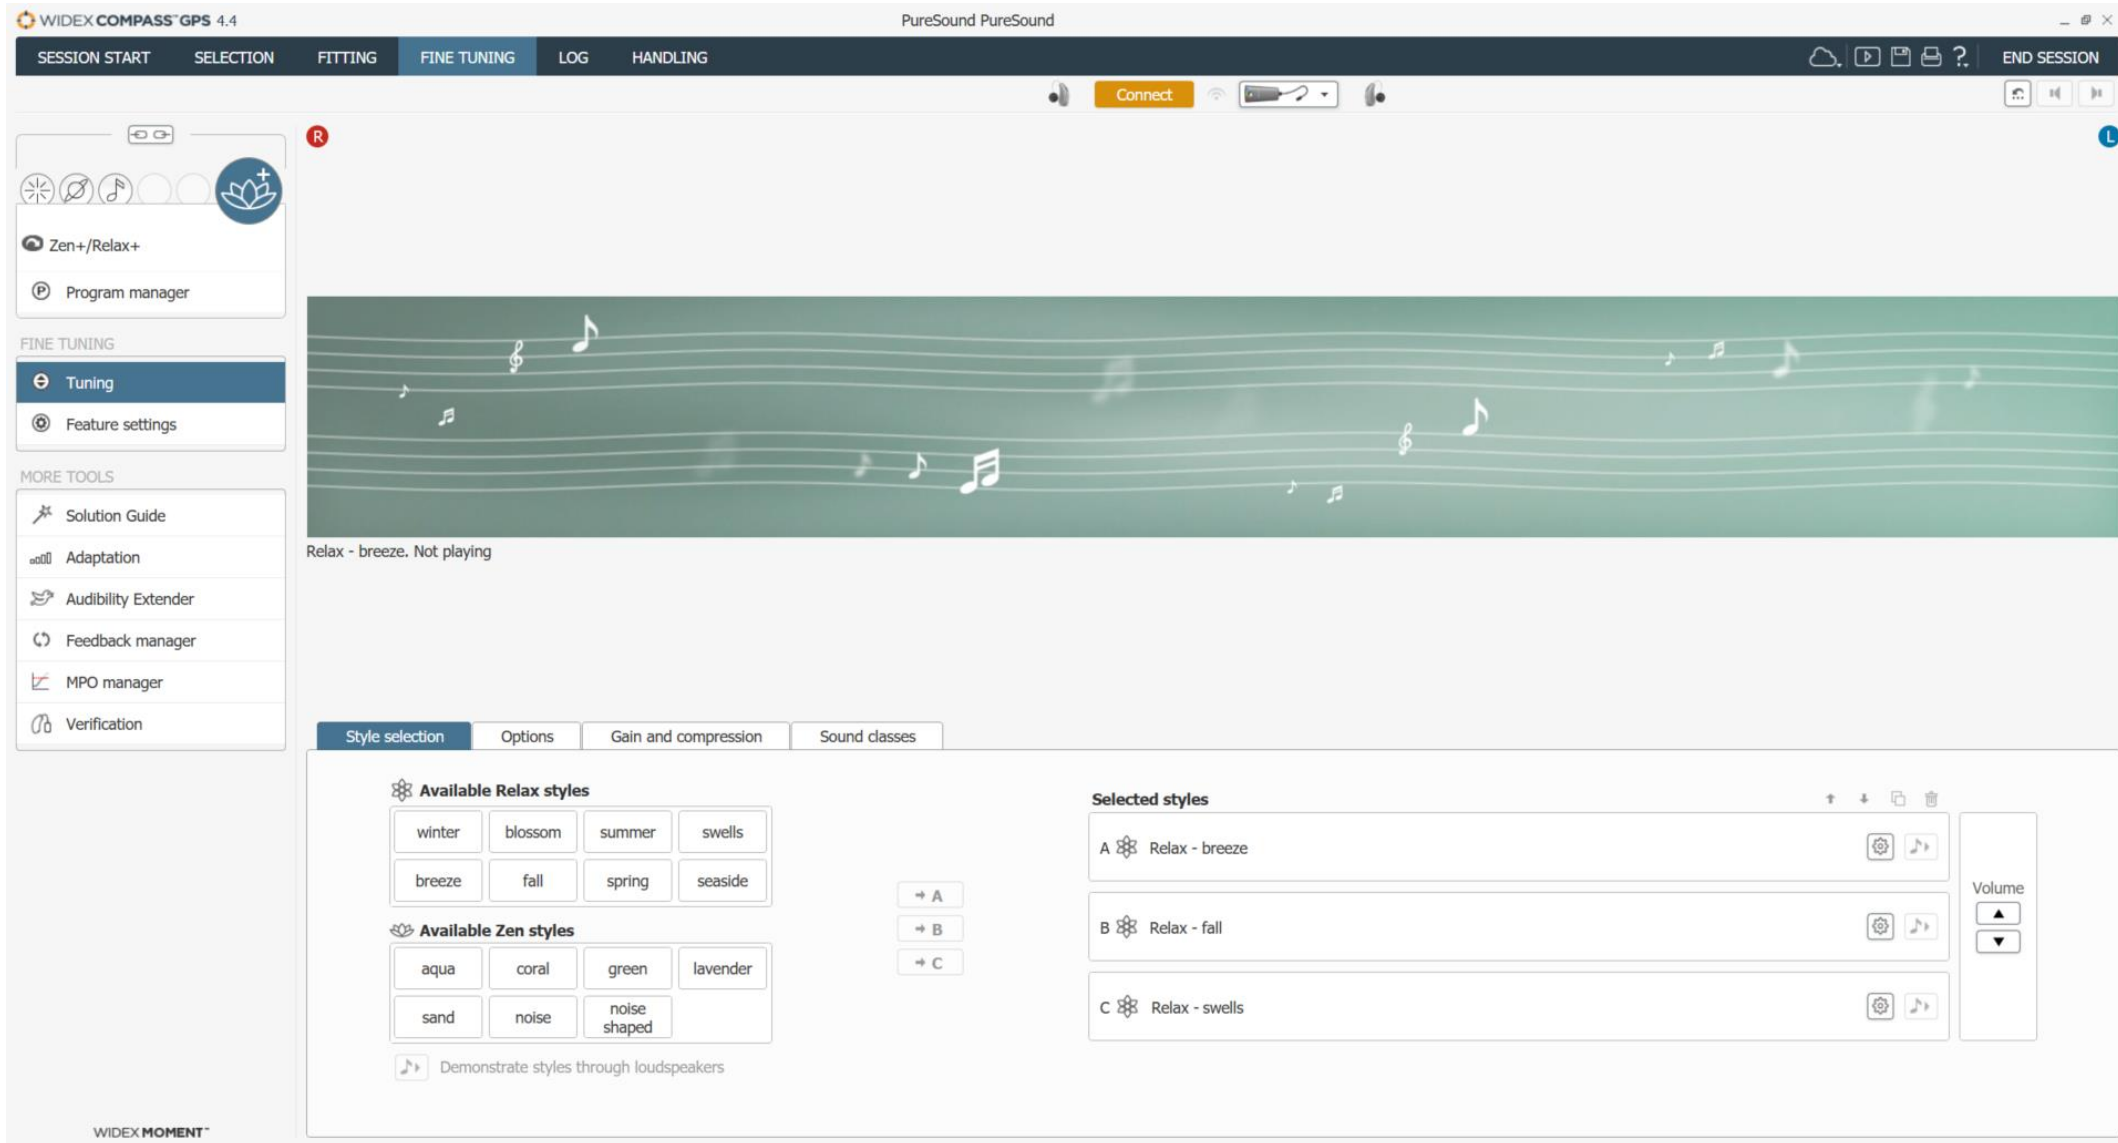 WIDEX COMPASS™ GPS 4.4
PureSound PureSound
SESSION START SELECTION FITTING FINE TUNING LOG HANDLING
END SESSION
Connect
R
L
Zen+/Relax+
P Program manager
FINE TUNING
Tuning
Feature settings
MORE TOOLS
Solution Guide
Adaptation
Audibility Extender
Feedback manager
MPO manager
Verification
Relax - breeze. Not playing
Style selection Options Gain and compression Sound classes
Available Relax styles
winter blossom summer swells
breeze fall spring seaside
Available Zen styles
aqua coral green lavender
sand noise noise
shaped
Demonstrate styles through loudspeakers
→ A
→ B
→ C
Selected styles
A Relax - breeze
B Relax - fall
C Relax - swells
Volume
WIDEX MOMENT™